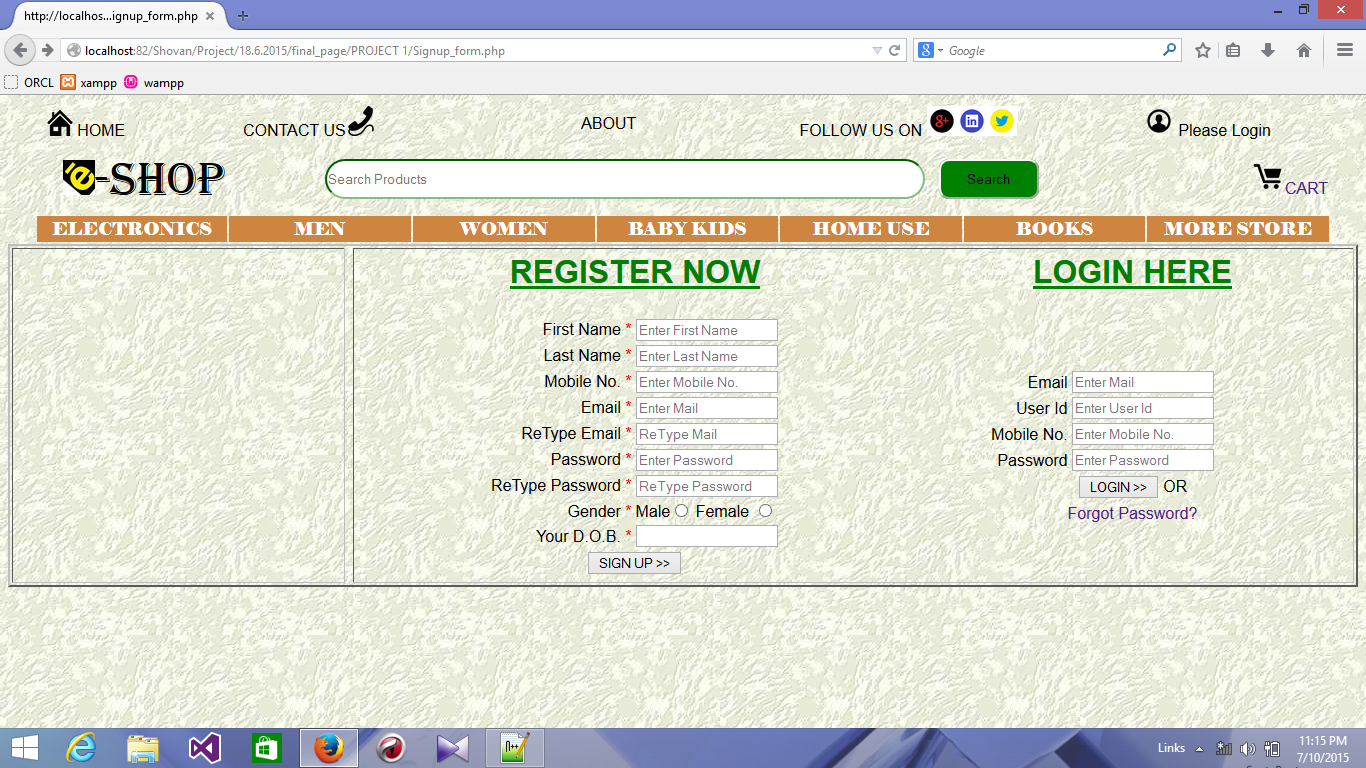 http://localhos...ignup_form.php
localhost:82/Shovan/Project/18.6.2015/final_page/PROJECT 1/Signup_form.php
Google
ORCL xampp wampp
HOME CONTACT US ABOUT FOLLOW US ON Please Login
e-SHOP Search Products Search CART
ELECTRONICS MEN WOMEN BABY KIDS HOME USE BOOKS MORE STORE
REGISTER NOW LOGIN HERE
First Name * Enter First Name
Last Name * Enter Last Name
Mobile No. * Enter Mobile No. Email Enter Mail
Email * Enter Mail User Id Enter User Id
ReType Email * ReType Mail Mobile No. Enter Mobile No.
Password * Enter Password Password Enter Password
ReType Password * ReType Password LOGIN >> OR
Gender * Male Female Forgot Password?
Your D.O.B. *
SIGN UP >>
Links 11:15 PM
7/10/2015